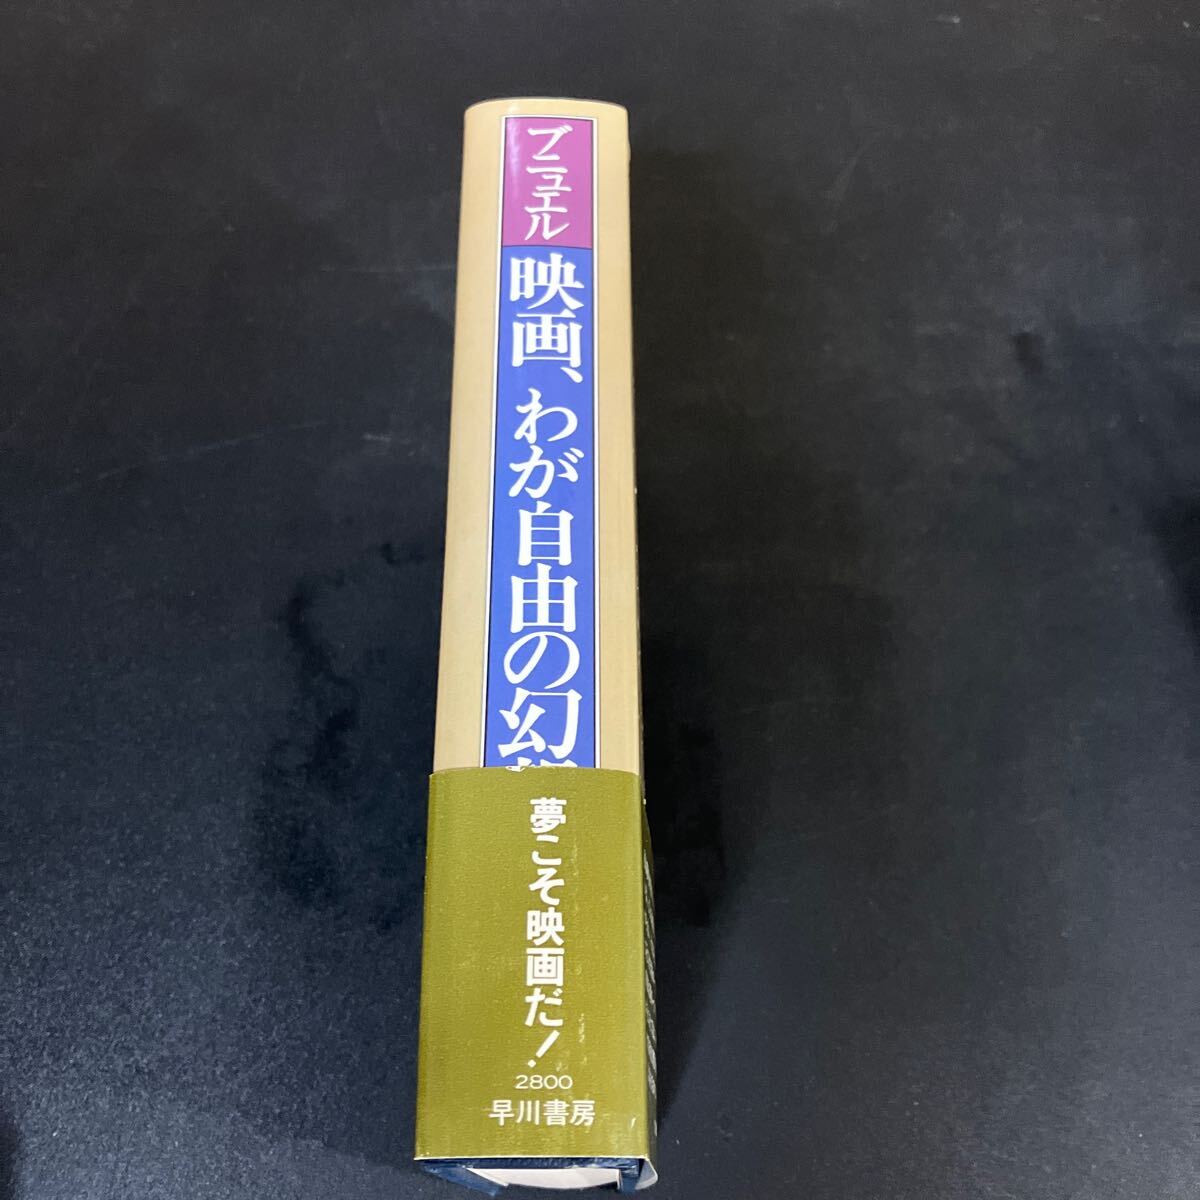 ブニュエル
映画、わが自由の幻想
夢こそ映画だ!
2800
早川書房